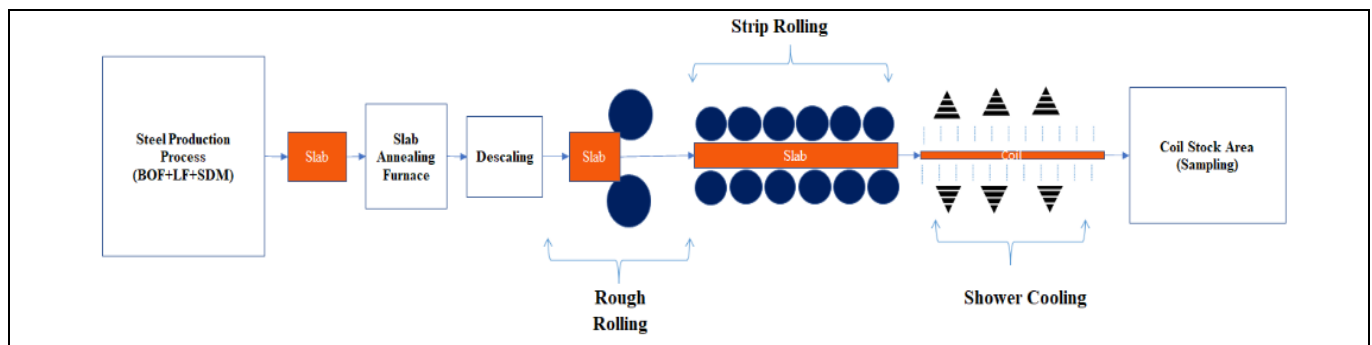 Strip Rolling
Steel Production
Process
(BOF+LF+SDM)
Slab
Slab
Annealing
Furnace
Descaling
Slab
Slab
Coil
Coil Stock Area
(Sampling)
Rough
Rolling
Shower Cooling